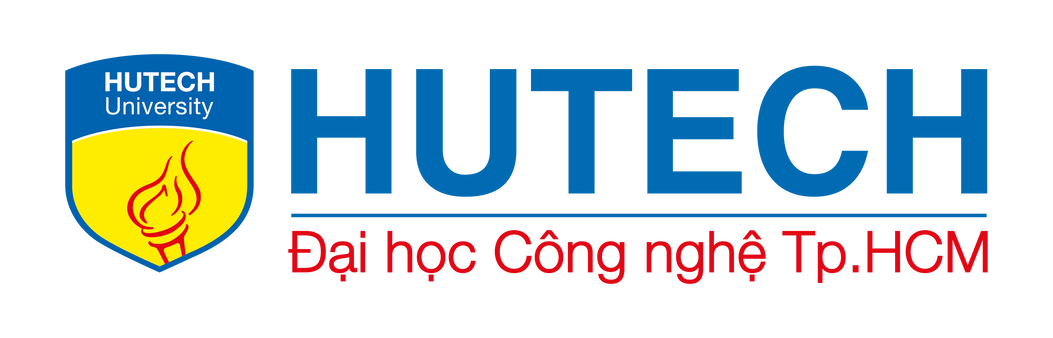 HUTECH
University
HUTECH
Đại học Công nghệ Tp.HCM